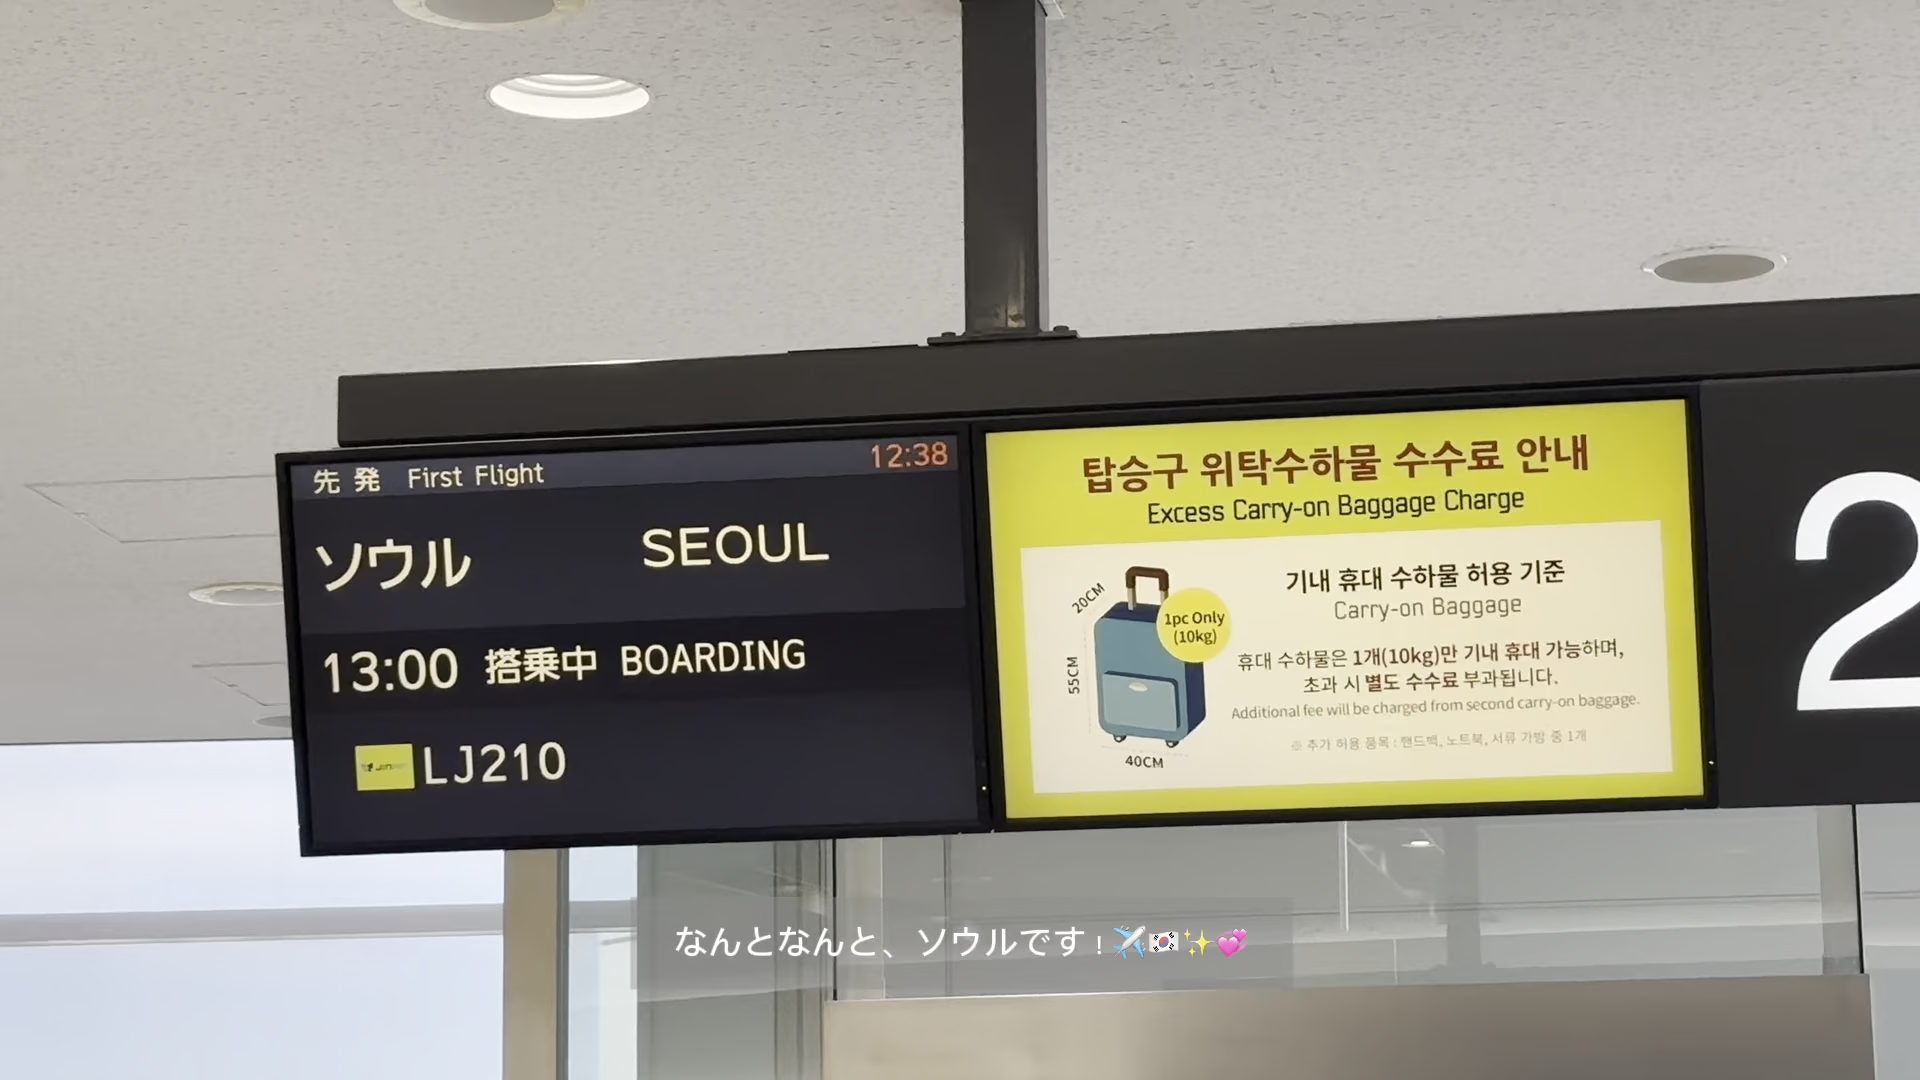 先 発 First Flight 12:38
ソウル SEOUL
13:00 搭乗中 BOARDING
LJ210
탑승구 위탁수하물 수수료 안내
Excess Carry-on Baggage Charge
20CM
55CM
40CM
1pc Only
(10kg)
기내 휴대 수하물 허용 기준
Carry-on Baggage
휴대 수하물은 1개(10kg)만 기내 휴대 가능하며,
초과 시 별도 수수료 부과됩니다.
Additional fee will be charged from second carry-on baggage.
※ 추가 허용 품목 : 핸드백, 노트북, 서류 가방 중 1개
2
なんとなんと、ソウルです！✈️🇰🇷✨💞